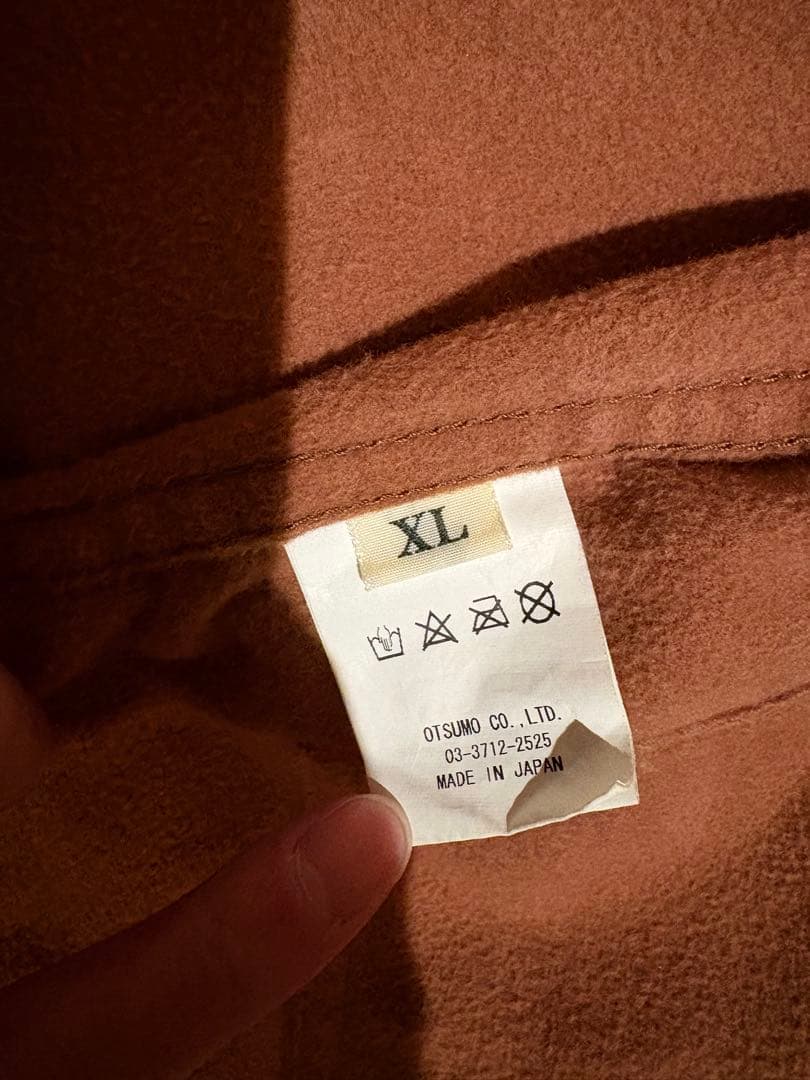 XL
OTSUMO CO.,LTD.
03-3712-2525
MADE IN JAPAN